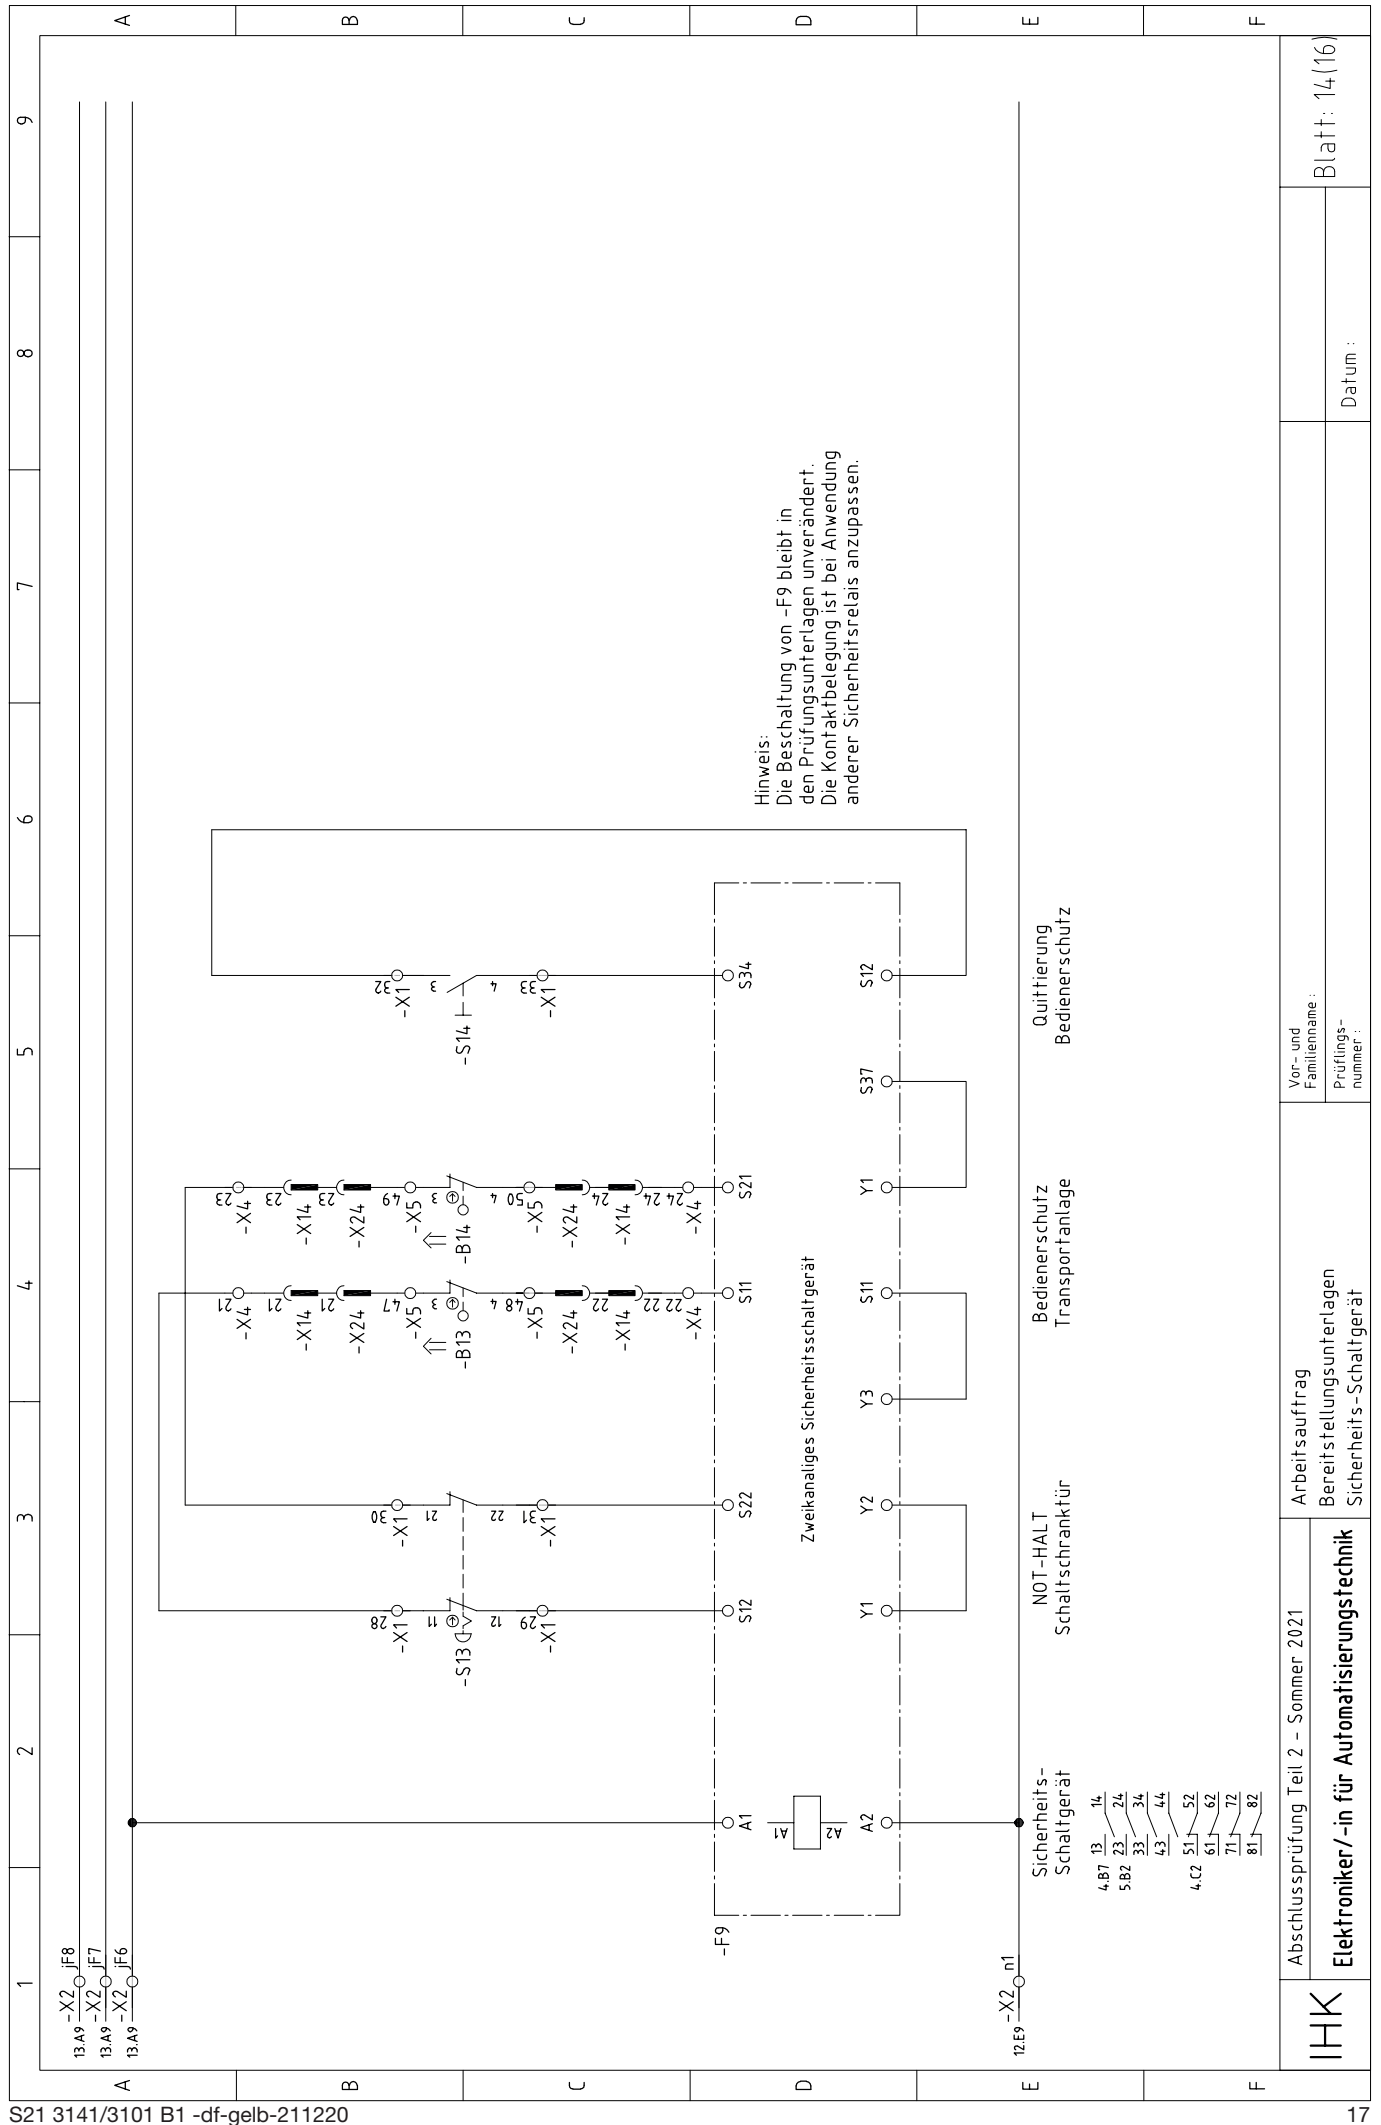 1 2 3 4 5 6 7 8 9
A
B
C
D
E
F
A
B
C
D
E
F
13.A9 -X2 jF8
13.A9 -X2 jF7
13.A9 -X2 jF6
12.E9 -X2 n1
-F9
A1
A1
A2
A2
28
-X1
11
-S13
12
29
-X1
S12
30
-X1
21
22
31
-X1
S22
21
-X4
21
-X14
21
-X24
47
-X5
3
-B13
4
48
-X5
-X24
22
-X14
22
22
-X4
S11
23
-X4
23
-X14
23
-X24
49
-X5
3
-B14
4
50
-X5
-X24
24
-X14
24
24
-X4
S21
32
-X1
3
-S14
4
33
-X1
S34
Zweikanaliges Sicherheitsschaltgerät
Y1
Y2
Y3
S11
Y1
S37
S12
Hinweis:
Die Beschaltung von -F9 bleibt in
den Prüfungsunterlagen unverändert.
Die Kontaktbelegung ist bei Anwendung
anderer Sicherheitsrelais anzupassen.
Sicherheits-
Schaltgerät
NOT-HALT
Schaltschranktür
Bedienerschutz
Transportanlage
Quittierung
Bedienerschutz
4.B7 13 14
5.B2 23 24
33 34
43 44
4.C2 51 52
61 62
71 72
81 82
IHK
Abschlussprüfung Teil 2 - Sommer 2021
Elektroniker/-in für Automatisierungstechnik
Arbeitsauftrag
Bereitstellungsunterlagen
Sicherheits-Schaltgerät
Vor- und
Familienname :
Prüflings-
nummer :
Datum :
Blatt: 14(16)
S21 3141/3101 B1 -df-gelb-211220
17